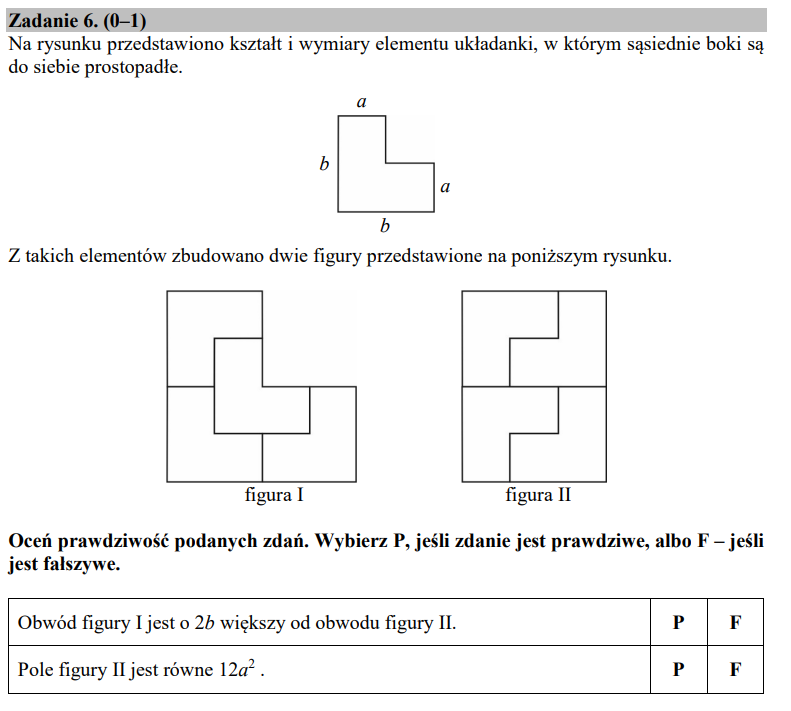 Zadanie 6. (0–1)
Na rysunku przedstawiono kształt i wymiary elementu układanki, w którym sąsiednie boki są
do siebie prostopadłe.
a
b
a
b
Z takich elementów zbudowano dwie figury przedstawione na poniższym rysunku.
figura I
figura II
Oceń prawdziwość podanych zdań. Wybierz P, jeśli zdanie jest prawdziwe, albo F – jeśli
jest fałszywe.
Obwód figury I jest o 2b większy od obwodu figury II. P F
Pole figury II jest równe 12a² . P F